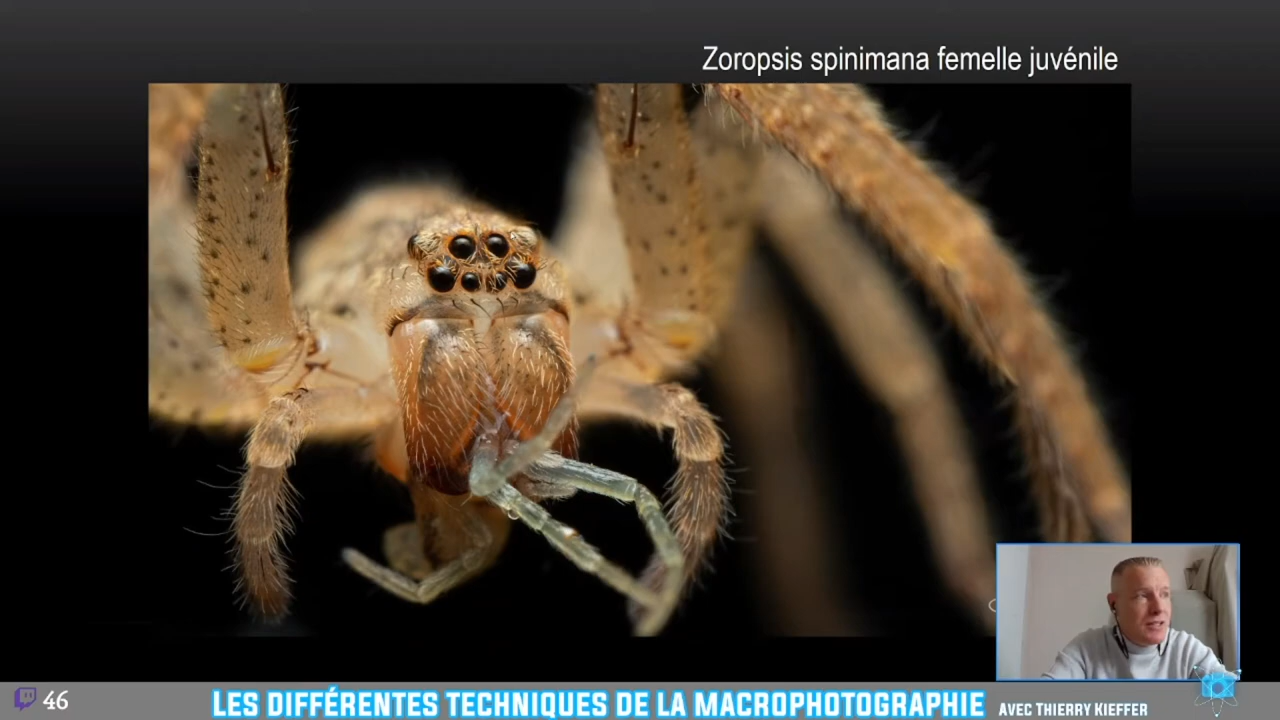 Zoropsis spinimana femelle juvénile
46
LES DIFFÉRENTES TECHNIQUES DE LA MACROPHOTOGRAPHIE AVEC THIERRY KIEFFER